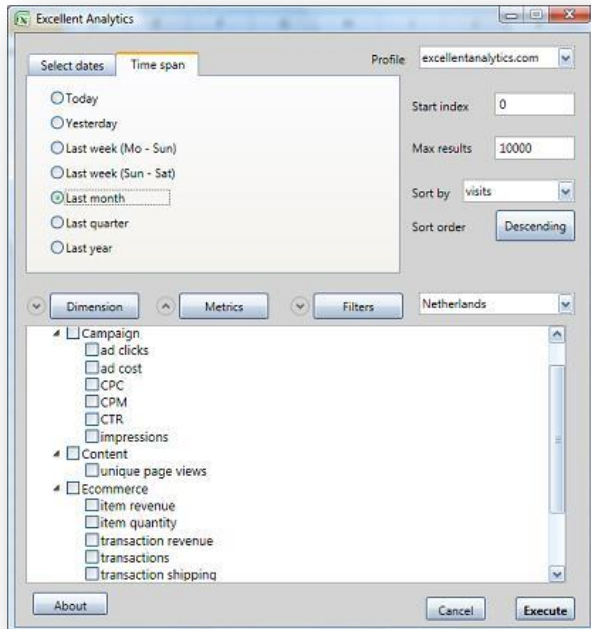 Excellent Analytics
Select dates
Time span
Profile
excellentanalytics.com
Today
Yesterday
Last week (Mo - Sun)
Last week (Sun - Sat)
Last month
Last quarter
Last year
Start index
0
Max results
10000
Sort by
visits
Sort order
Descending
Dimension
Metrics
Filters
Netherlands
Campaign
ad clicks
ad cost
CPC
CPM
CTR
impressions
Content
unique page views
Ecommerce
item revenue
item quantity
transaction revenue
transactions
transaction shipping
About
Cancel
Execute